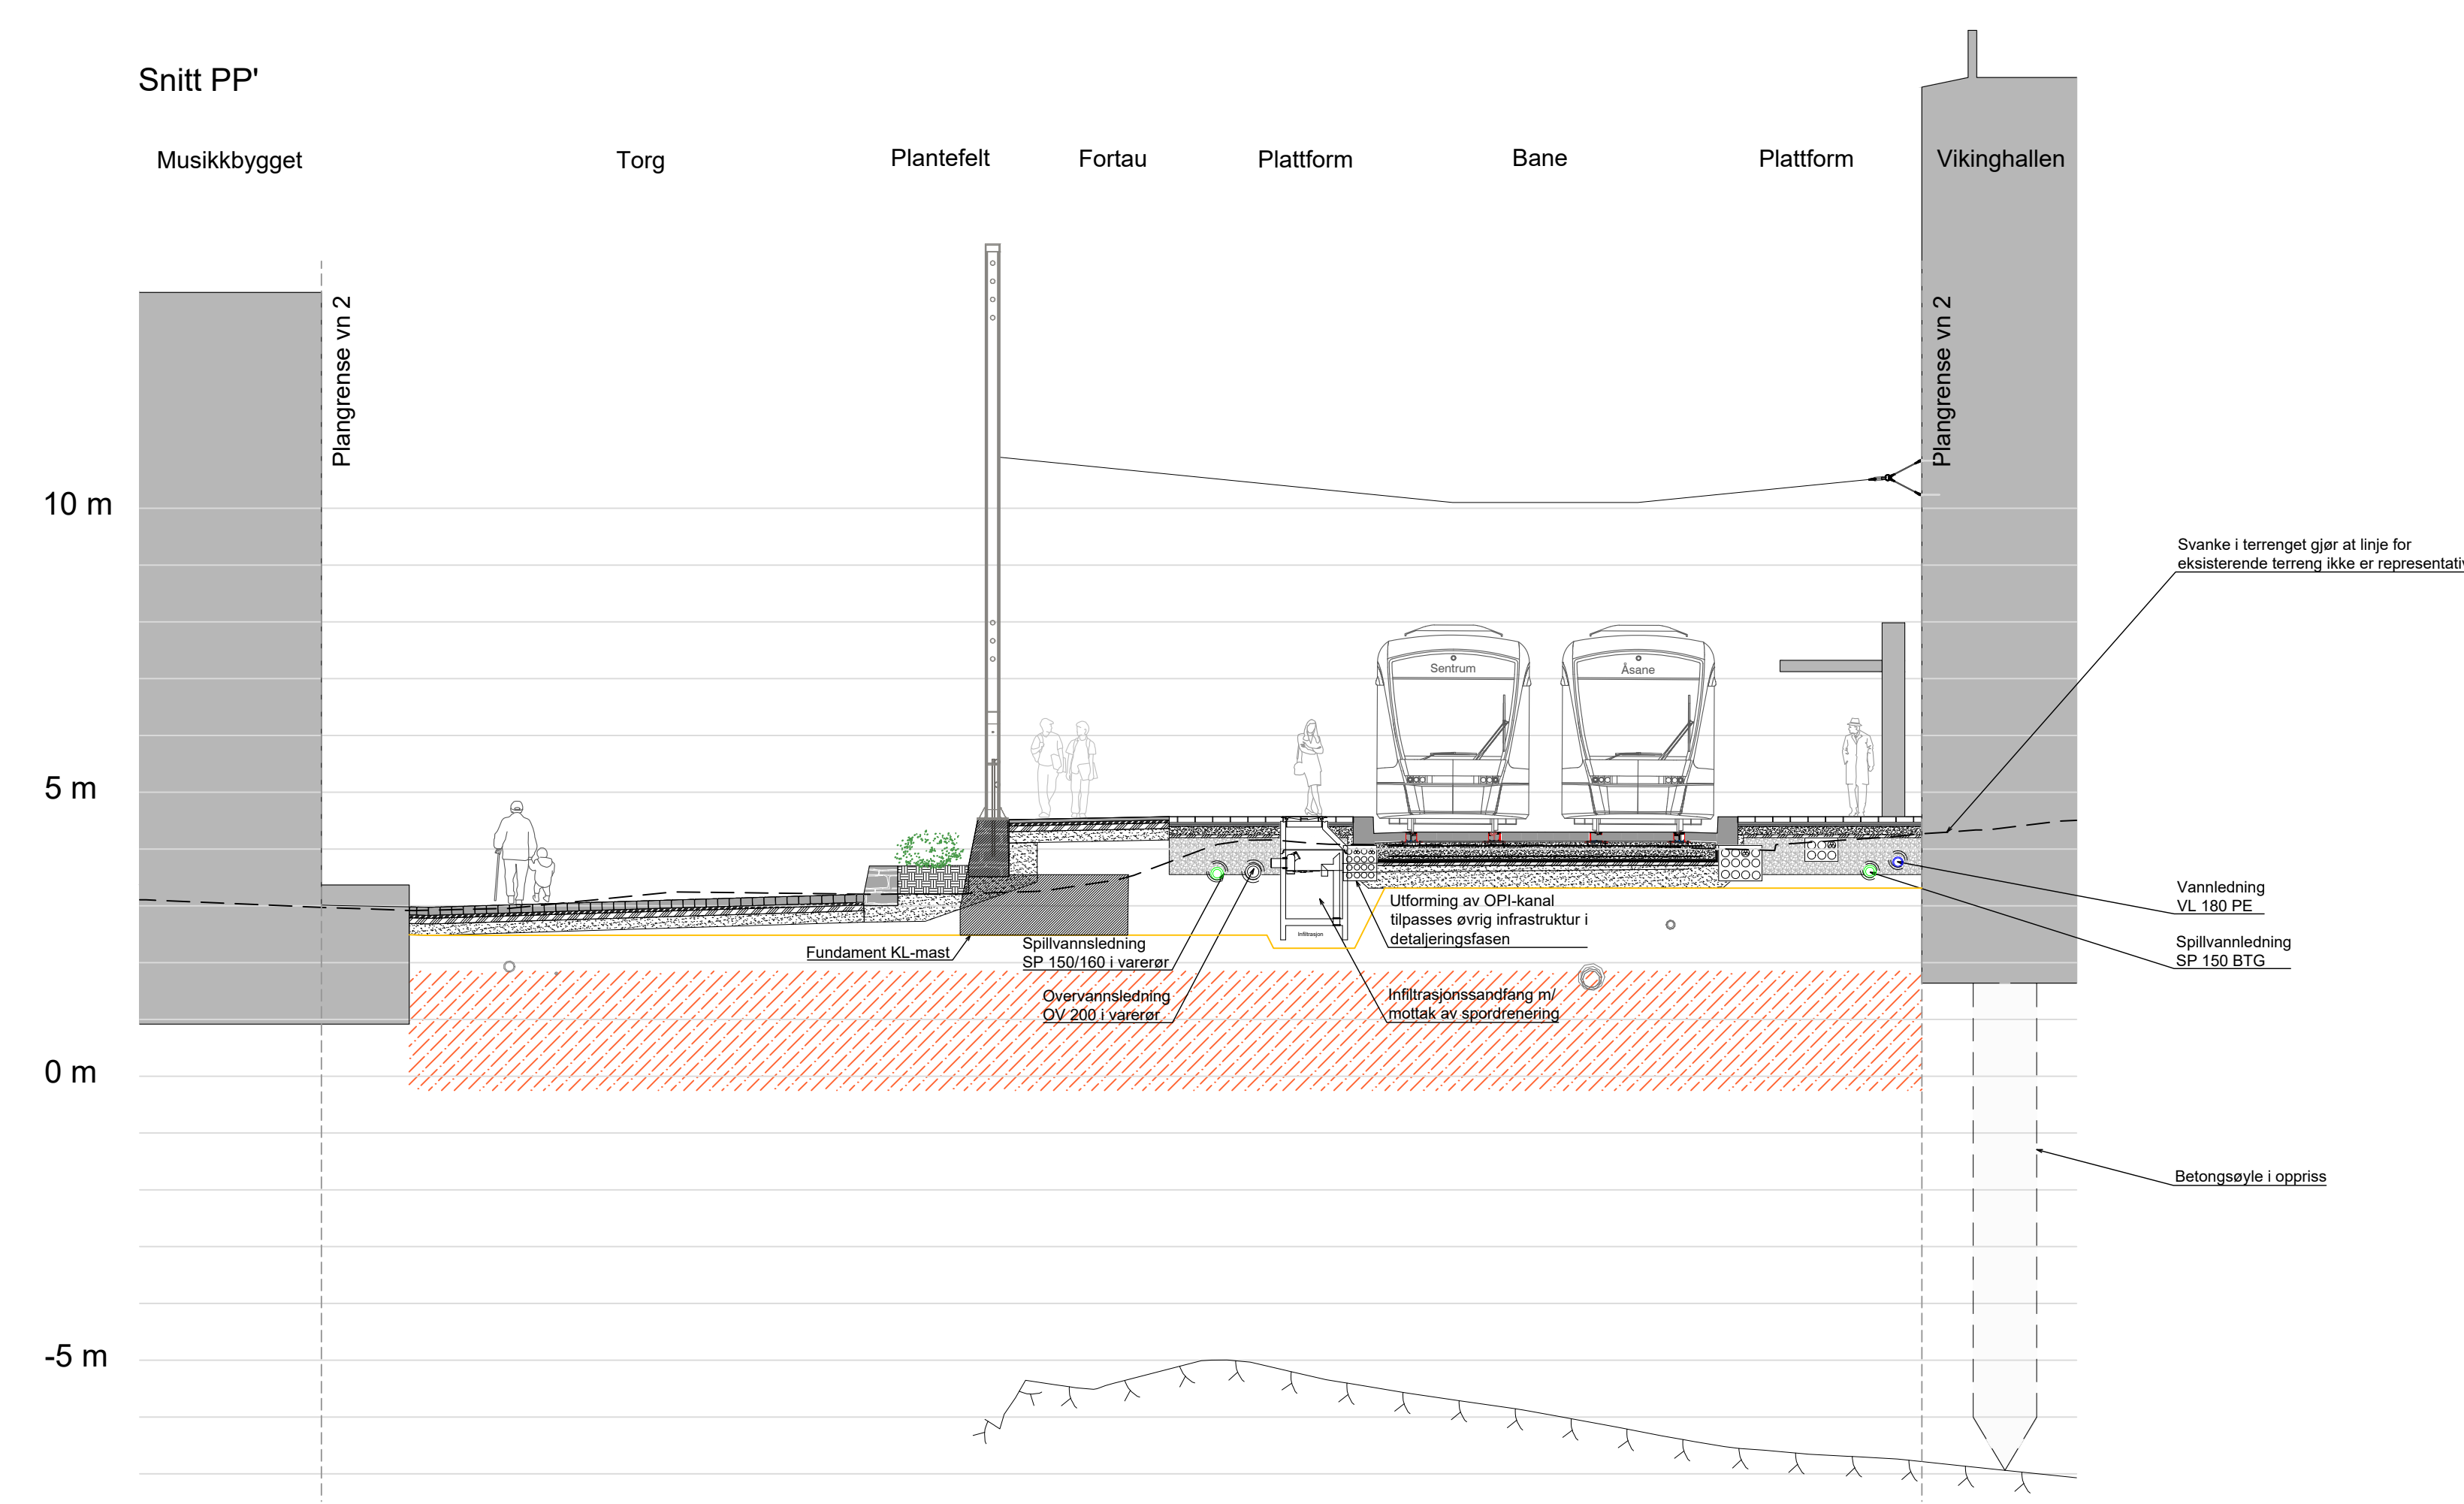 Snitt PP'
Musikkbygget
Torg
Plantefelt
Fortau
Plattform
Bane
Plattform
Vikinghallen
Plangrense vn 2
Plangrense vn 2
10 m
Svanke i terrenget gjør at linje for
eksisterende terreng ikke er representativ
Sentrum
Åsane
5 m
Vannledning
VL 180 PE
Utforming av OPI-kanal
tilpasses øvrig infrastruktur i
detaljeringsfasen
Infiltrasjon
Fundament KL-mast
Spillvannsledning
SP 150/160 i varerør
Spillvannledning
SP 150 BTG
Overvannsledning
OV 200 i varerør
Infiltrasjonssandfang m/
mottak av spordrenering
0 m
Betongsøyle i oppriss
-5 m